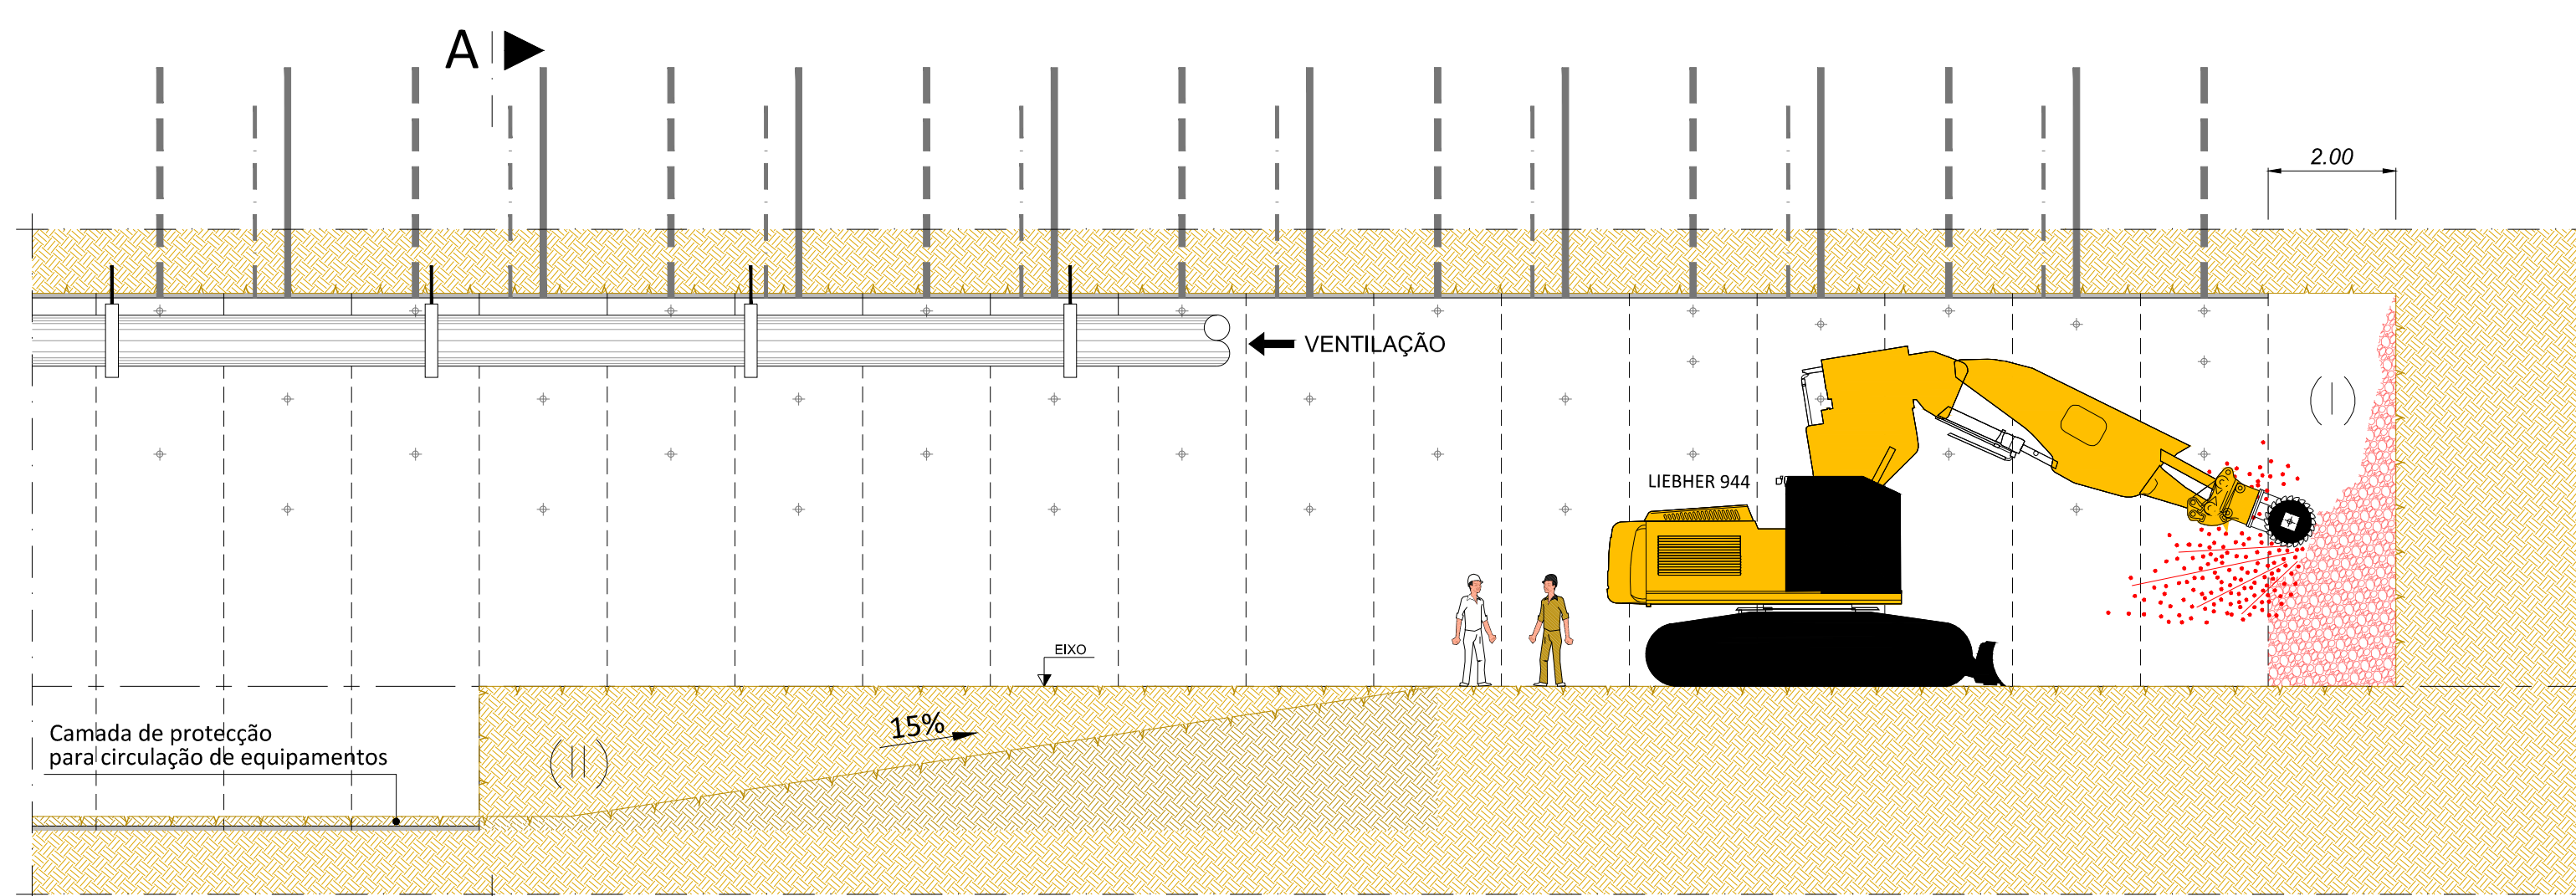 A
2.00
VENTILAÇÃO
(I)
LIEBHER 944
EIXO
15%
(II)
Camada de protecção
para circulação de equipamentos